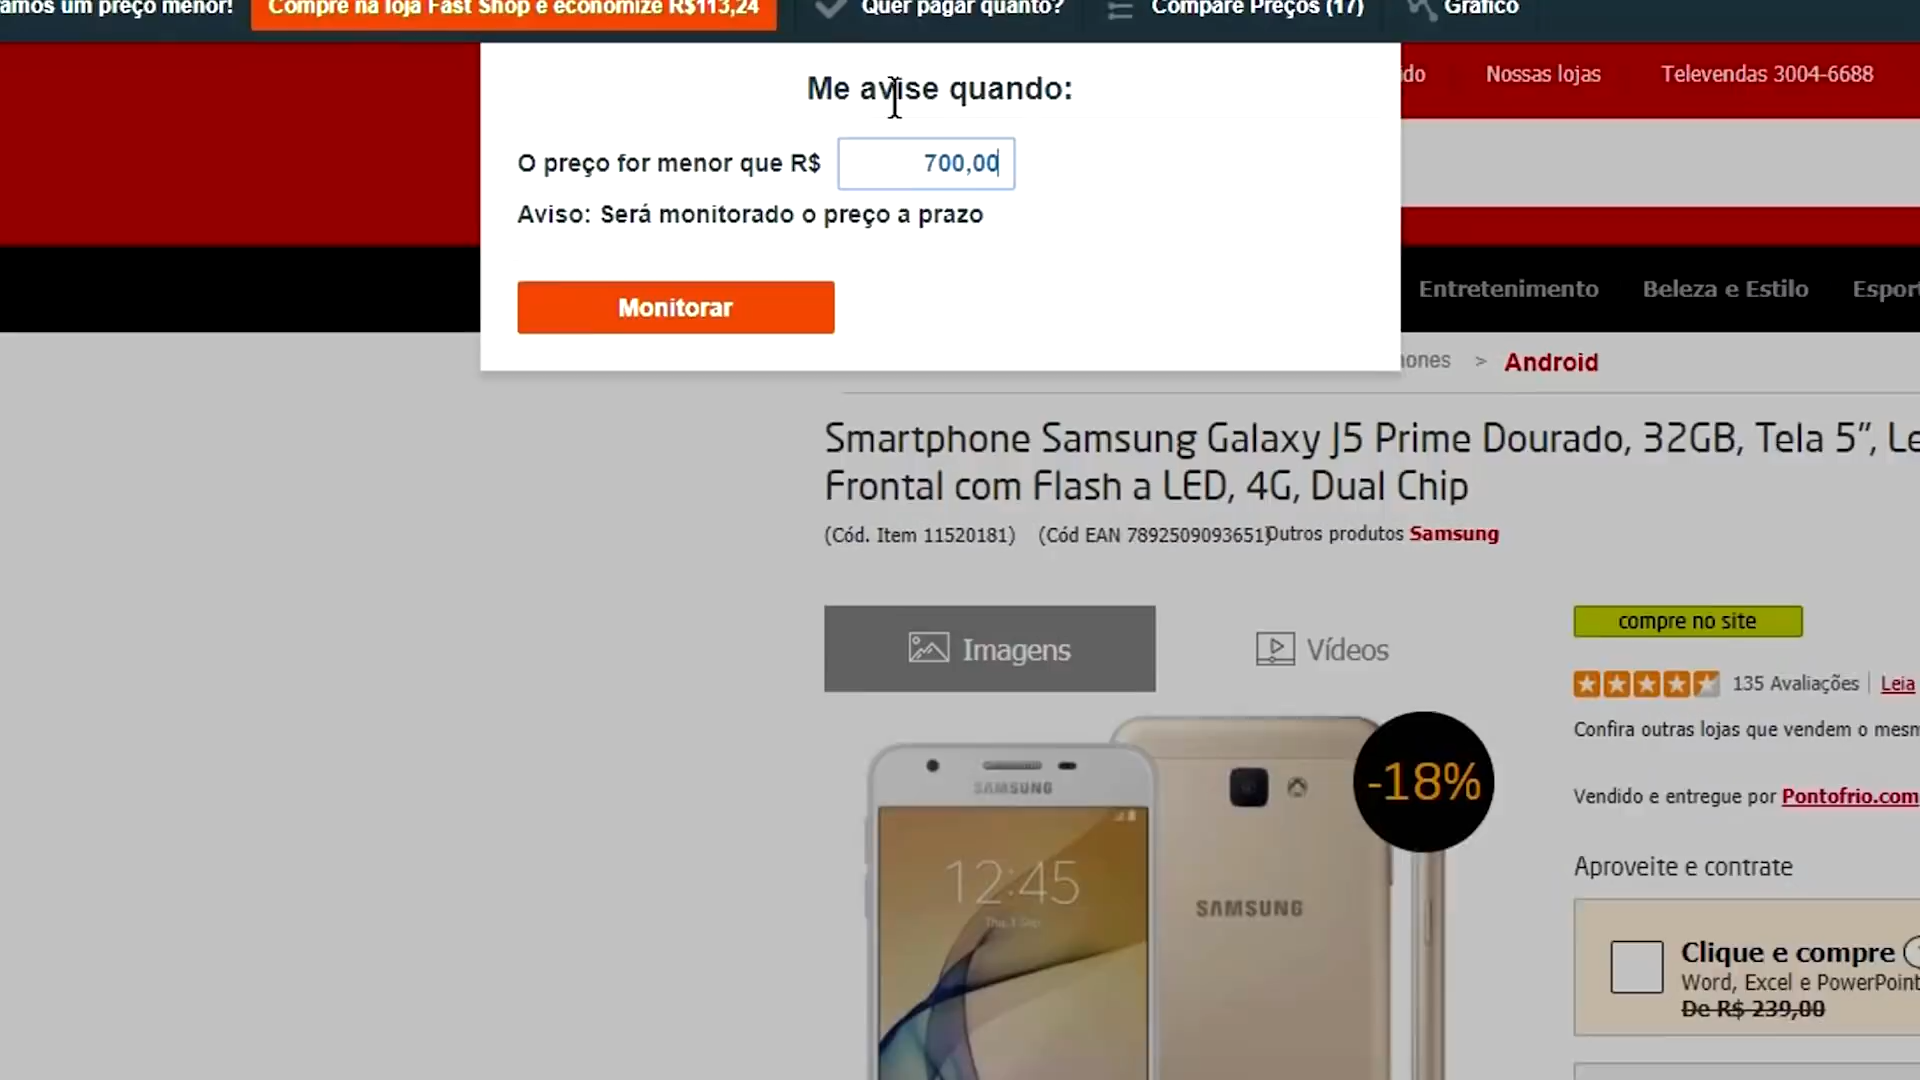 amos um preço menor!
Compre na loja Fast Shop e economize R$113,24
Quer pagar quanto?
Compare Preços (17)
Gráfico
Me avise quando:
O preço for menor que R$ 700,00
Aviso: Será monitorado o preço a prazo
Monitorar
ido
Nossas lojas
Televendas 3004-6688
Entretenimento
Beleza e Estilo
Esport
hones > Android
Smartphone Samsung Galaxy J5 Prime Dourado, 32GB, Tela 5”, Le
Frontal com Flash a LED, 4G, Dual Chip
(Cód. Item 11520181) (Cód EAN 7892509093651) Outros produtos Samsung
Imagens
Vídeos
compre no site
135 Avaliações | Leia
Confira outras lojas que vendem o mesm
Vendido e entregue por Pontofrio.com
Aproveite e contrate
Clique e compre
Word, Excel e PowerPoint
De R$ 239,00
-18%
SAMSUNG
12:45
SAMSUNG